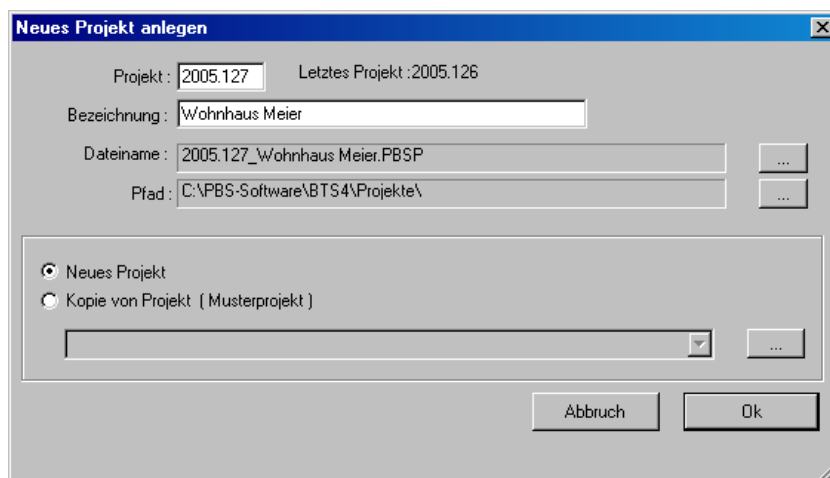 Neues Projekt anlegen
Projekt : 2005.127 Letztes Projekt :2005.126
Bezeichnung : Wohnhaus Meier
Dateiname : 2005.127_Wohnhaus Meier.PBSP ...
Pfad : C:\PBS-Software\BTS4\Projekte\ ...
Neues Projekt
Kopie von Projekt ( Musterprojekt )
...
Abbruch Ok